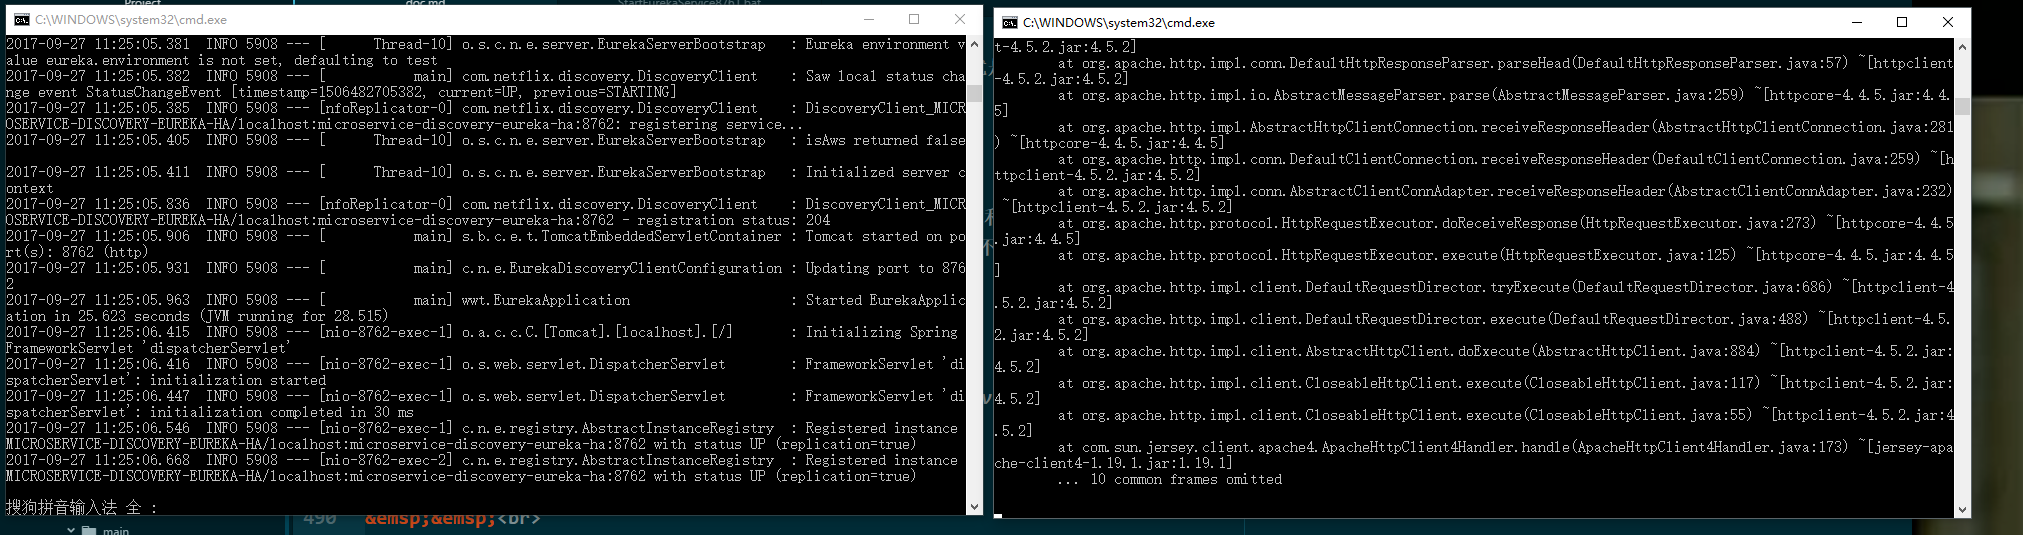 Project
doc.md
StartEurekaService8761.bat
C:\WINDOWS\system32\cmd.exe
2017-09-27 11:25:05.381  INFO 5908 --- [      Thread-10] o.s.c.n.e.server.EurekaServerBootstrap   : Eureka environment v
alue eureka.environment is not set, defaulting to test
2017-09-27 11:25:05.382  INFO 5908 --- [           main] com.netflix.discovery.DiscoveryClient    : Saw local status cha
nge event StatusChangeEvent [timestamp=1506482705382, current=UP, previous=STARTING]
2017-09-27 11:25:05.385  INFO 5908 --- [nfoReplicator-0] com.netflix.discovery.DiscoveryClient    : DiscoveryClient_MICR
OSERVICE-DISCOVERY-EUREKA-HA/localhost:microservice-discovery-eureka-ha:8762: registering service...
2017-09-27 11:25:05.405  INFO 5908 --- [      Thread-10] o.s.c.n.e.server.EurekaServerBootstrap   : isAws returned false
2017-09-27 11:25:05.411  INFO 5908 --- [      Thread-10] o.s.c.n.e.server.EurekaServerBootstrap   : Initialized server c
ontext
2017-09-27 11:25:05.836  INFO 5908 --- [nfoReplicator-0] com.netflix.discovery.DiscoveryClient    : DiscoveryClient_MICR
OSERVICE-DISCOVERY-EUREKA-HA/localhost:microservice-discovery-eureka-ha:8762 - registration status: 204
2017-09-27 11:25:05.906  INFO 5908 --- [           main] s.b.c.e.t.TomcatEmbeddedServletContainer : Tomcat started on po
rt(s): 8762 (http)
2017-09-27 11:25:05.931  INFO 5908 --- [           main] c.n.e.EurekaDiscoveryClientConfiguration : Updating port to 876
2
2017-09-27 11:25:05.963  INFO 5908 --- [           main] wwt.EurekaApplication                    : Started EurekaApplic
ation in 25.623 seconds (JVM running for 28.515)
2017-09-27 11:25:06.415  INFO 5908 --- [nio-8762-exec-1] o.a.c.c.C.[Tomcat].[localhost].[/]       : Initializing Spring
FrameworkServlet 'dispatcherServlet'
2017-09-27 11:25:06.416  INFO 5908 --- [nio-8762-exec-1] o.s.web.servlet.DispatcherServlet        : FrameworkServlet 'di
spatcherServlet': initialization started
2017-09-27 11:25:06.447  INFO 5908 --- [nio-8762-exec-1] o.s.web.servlet.DispatcherServlet        : FrameworkServlet 'di
spatcherServlet': initialization completed in 30 ms
2017-09-27 11:25:06.546  INFO 5908 --- [nio-8762-exec-1] c.n.e.registry.AbstractInstanceRegistry  : Registered instance
MICROSERVICE-DISCOVERY-EUREKA-HA/localhost:microservice-discovery-eureka-ha:8762 with status UP (replication=true)
2017-09-27 11:25:06.668  INFO 5908 --- [nio-8762-exec-2] c.n.e.registry.AbstractInstanceRegistry  : Registered instance
MICROSERVICE-DISCOVERY-EUREKA-HA/localhost:microservice-discovery-eureka-ha:8762 with status UP (replication=true)
搜狗拼音输入法 全 :
main
490 &emsp;&emsp;<br>
C:\WINDOWS\system32\cmd.exe
t-4.5.2.jar:4.5.2]
at org.apache.http.impl.conn.DefaultHttpResponseParser.parseHead(DefaultHttpResponseParser.java:57) ~[httpclient
-4.5.2.jar:4.5.2]
at org.apache.http.impl.io.AbstractMessageParser.parse(AbstractMessageParser.java:259) ~[httpcore-4.4.5.jar:4.4.
5]
at org.apache.http.impl.AbstractHttpClientConnection.receiveResponseHeader(AbstractHttpClientConnection.java:281
) ~[httpcore-4.4.5.jar:4.4.5]
at org.apache.http.impl.conn.DefaultClientConnection.receiveResponseHeader(DefaultClientConnection.java:259) ~[h
ttpclient-4.5.2.jar:4.5.2]
at org.apache.http.impl.conn.AbstractClientConnAdapter.receiveResponseHeader(AbstractClientConnAdapter.java:232)
~[httpclient-4.5.2.jar:4.5.2]
at org.apache.http.protocol.HttpRequestExecutor.doReceiveResponse(HttpRequestExecutor.java:273) ~[httpcore-4.4.5
.jar:4.4.5]
at org.apache.http.protocol.HttpRequestExecutor.execute(HttpRequestExecutor.java:125) ~[httpcore-4.4.5.jar:4.4.5
]
at org.apache.http.impl.client.DefaultRequestDirector.tryExecute(DefaultRequestDirector.java:686) ~[httpclient-4
.5.2.jar:4.5.2]
at org.apache.http.impl.client.DefaultRequestDirector.execute(DefaultRequestDirector.java:488) ~[httpclient-4.5.
2.jar:4.5.2]
at org.apache.http.impl.client.AbstractHttpClient.doExecute(AbstractHttpClient.java:884) ~[httpclient-4.5.2.jar:
4.5.2]
at org.apache.http.impl.client.CloseableHttpClient.execute(CloseableHttpClient.java:117) ~[httpclient-4.5.2.jar:
4.5.2]
at org.apache.http.impl.client.CloseableHttpClient.execute(CloseableHttpClient.java:55) ~[httpclient-4.5.2.jar:4
.5.2]
at com.sun.jersey.client.apache4.ApacheHttpClient4Handler.handle(ApacheHttpClient4Handler.java:173) ~[jersey-apa
che-client4-1.19.1.jar:1.19.1]
... 10 common frames omitted